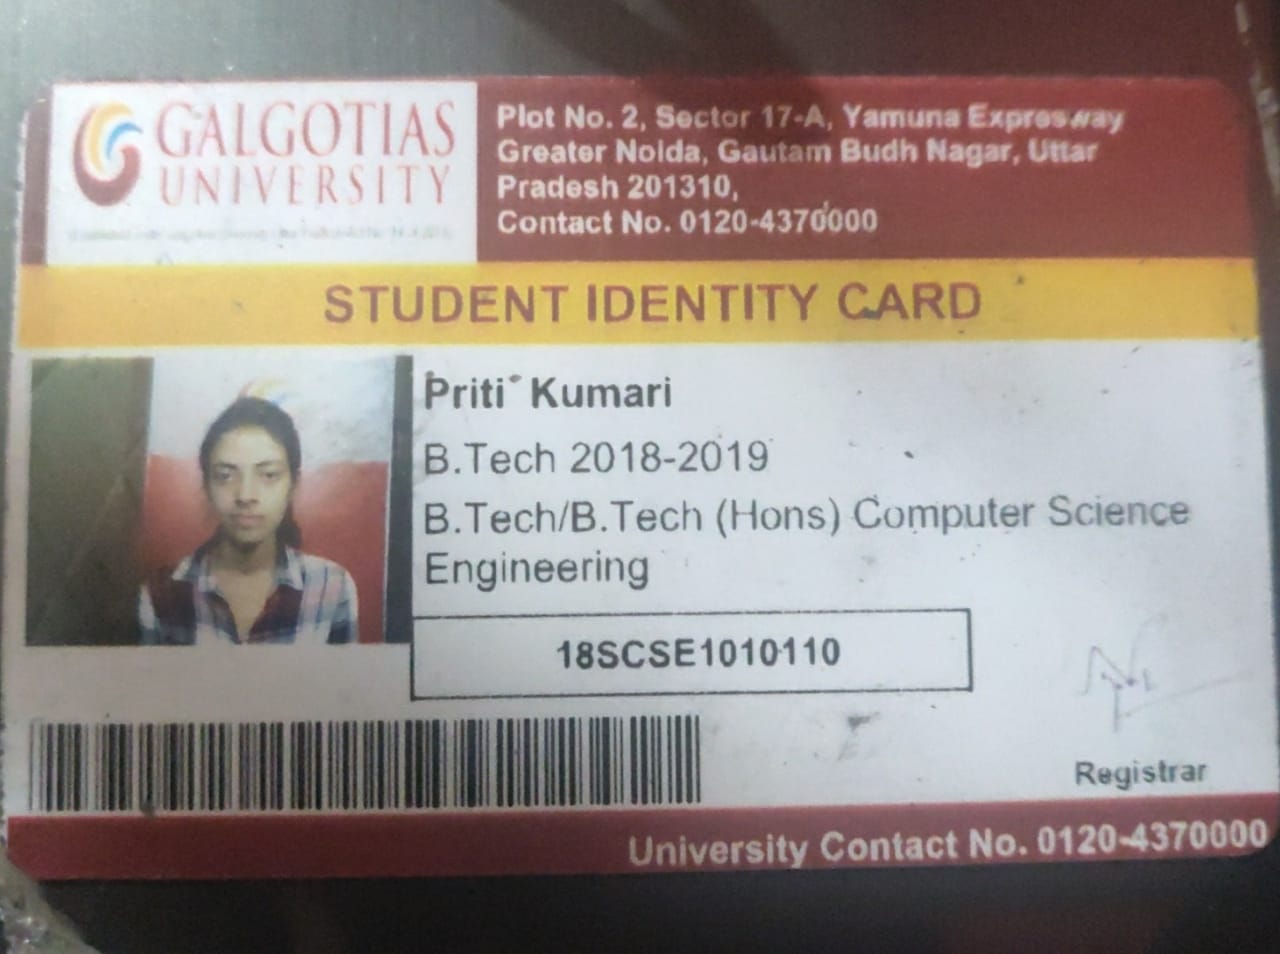 GALGOTIAS
UNIVERSITY
Plot No. 2, Sector 17-A, Yamuna Expressway
Greater Noida, Gautam Budh Nagar, Uttar
Pradesh 201310,
Contact No. 0120-4370000
STUDENT IDENTITY CARD
Priti Kumari
B.Tech 2018-2019
B.Tech/B.Tech (Hons) Computer Science
Engineering
18SCSE1010110
Registrar
University Contact No. 0120-4370000